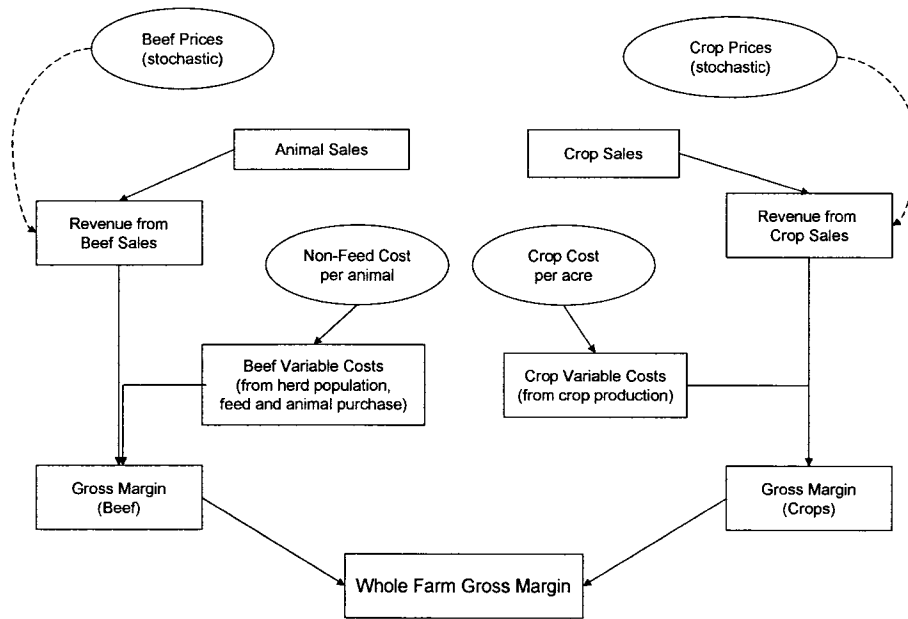 Beef Prices
(stochastic)
Crop Prices
(stochastic)
Animal Sales
Crop Sales
Revenue from
Beef Sales
Revenue from
Crop Sales
Non-Feed Cost
per animal
Crop Cost
per acre
Beef Variable Costs
(from herd population,
feed and animal purchase)
Crop Variable Costs
(from crop production)
Gross Margin
(Beef)
Gross Margin
(Crops)
Whole Farm Gross Margin